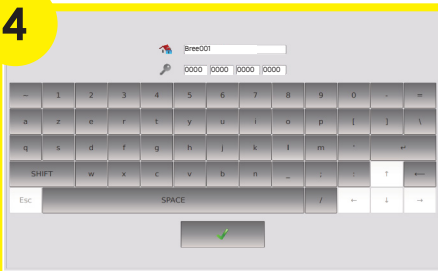 4
Bree001
0000 0000 0000 0000
~ 1 2 3 4 5 6 7 8 9 0 - =
a z e r t y u i o p [ ] \
q s d f g h j k l m ' ↵
SHIFT w x c v b n _ ; : ↑ ⟵
Esc SPACE / ← ↓ →